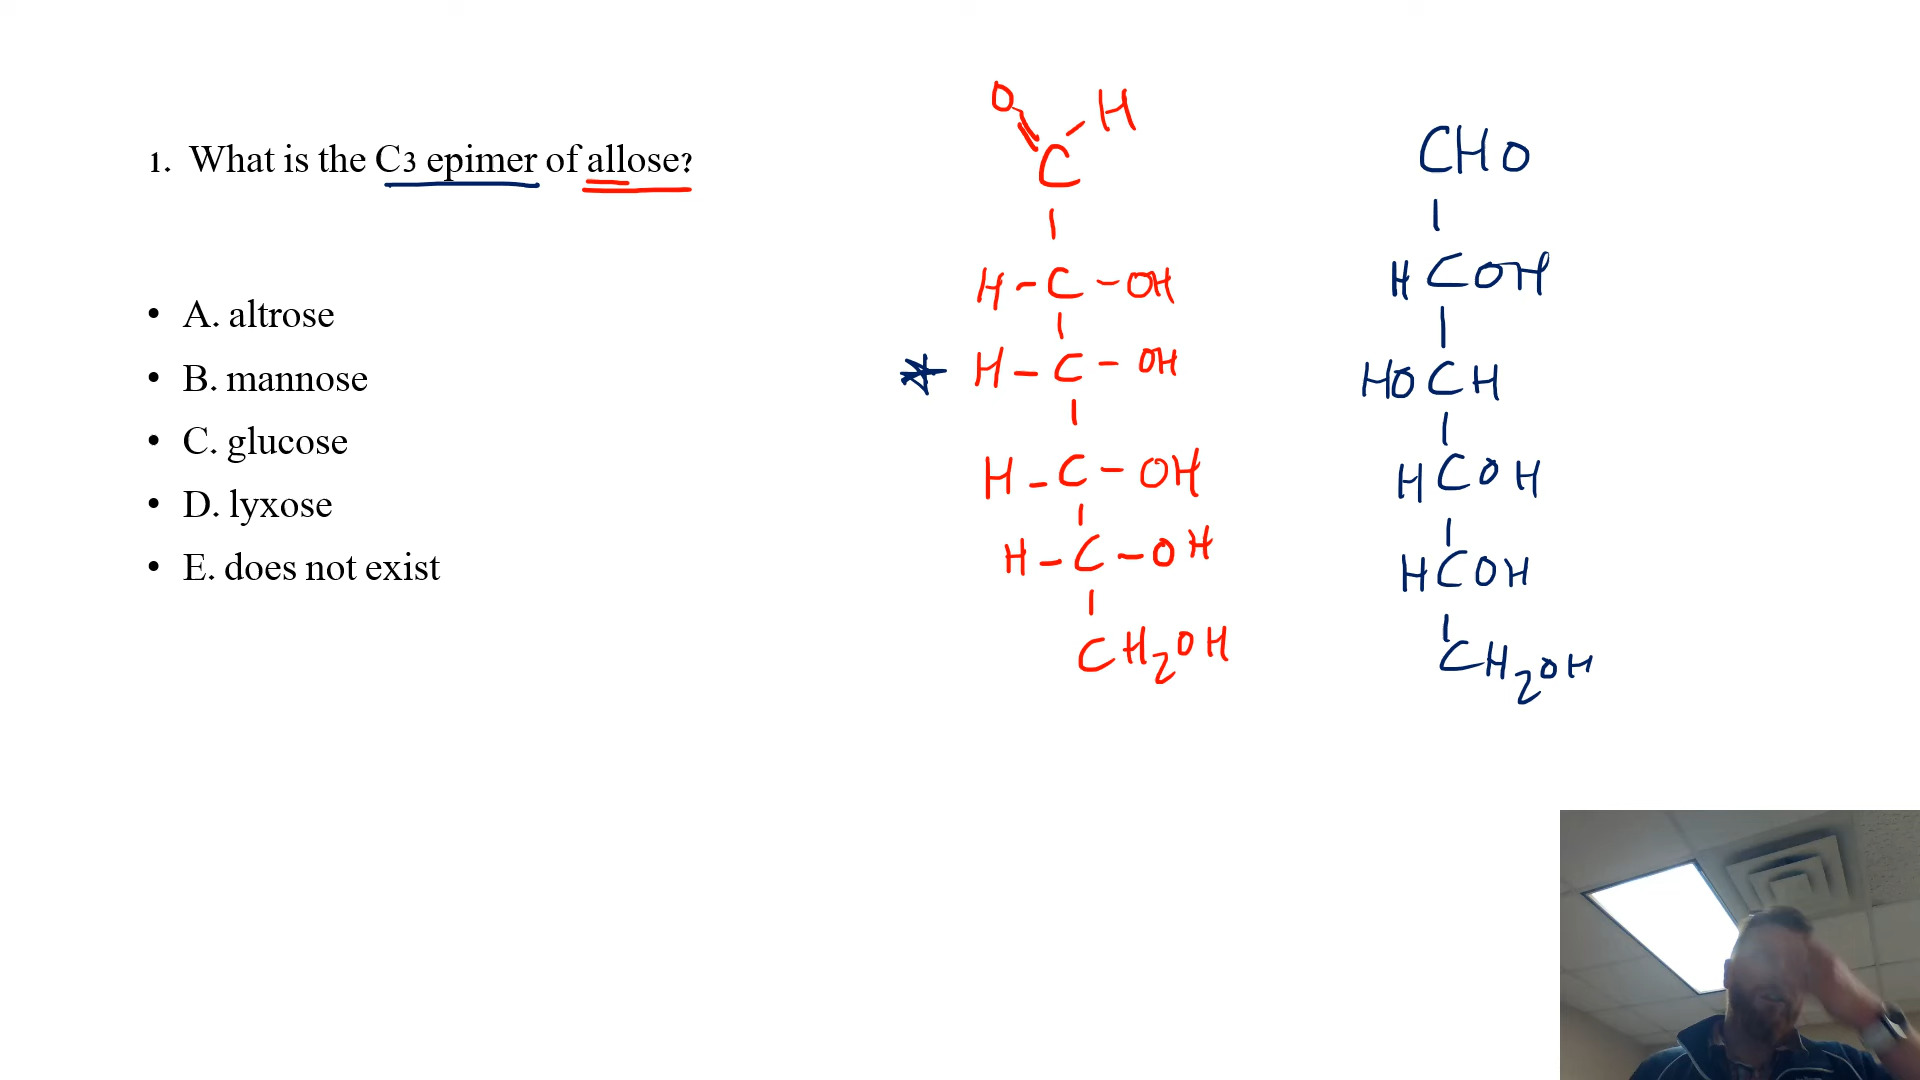 1. What is the C3 epimer of allose?
• A. altrose
• B. mannose
• C. glucose
• D. lyxose
• E. does not exist
O H
C
H-C-OH
H-C-OH
H-C-OH
H-C-OH
CH2OH
CHO
HCOH
HOCH
HCOH
HCOH
CH2OH